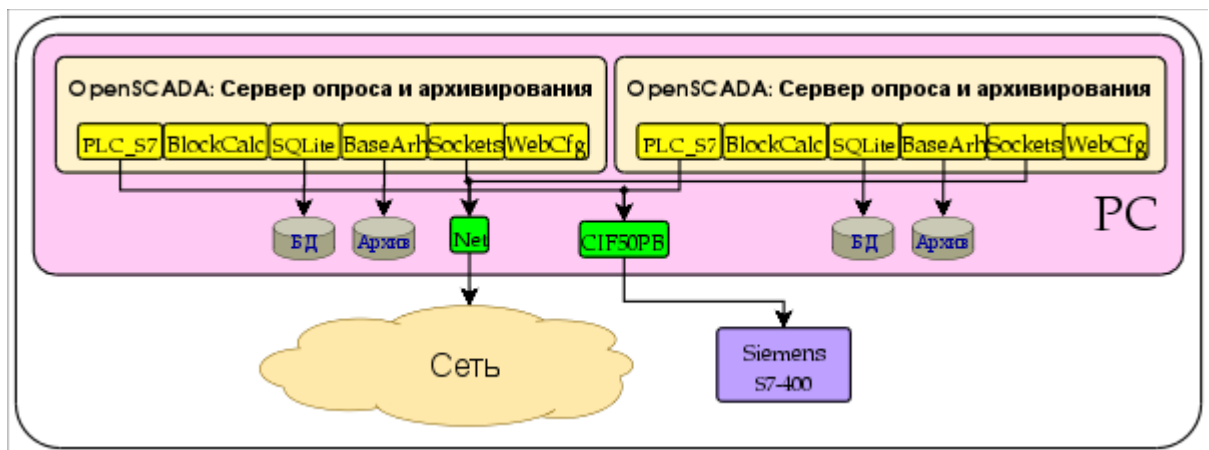 OpenSCADA: Сервер опроса и архивирования
PLC_S7 BlockCalc SQLite BaseArh Sockets WebCfg
OpenSCADA: Сервер опроса и архивирования
PLC_S7 BlockCalc SQLite BaseArh Sockets WebCfg
БД Архив Net CIF50PB БД Архив
PC
Сеть
Siemens
S7-400